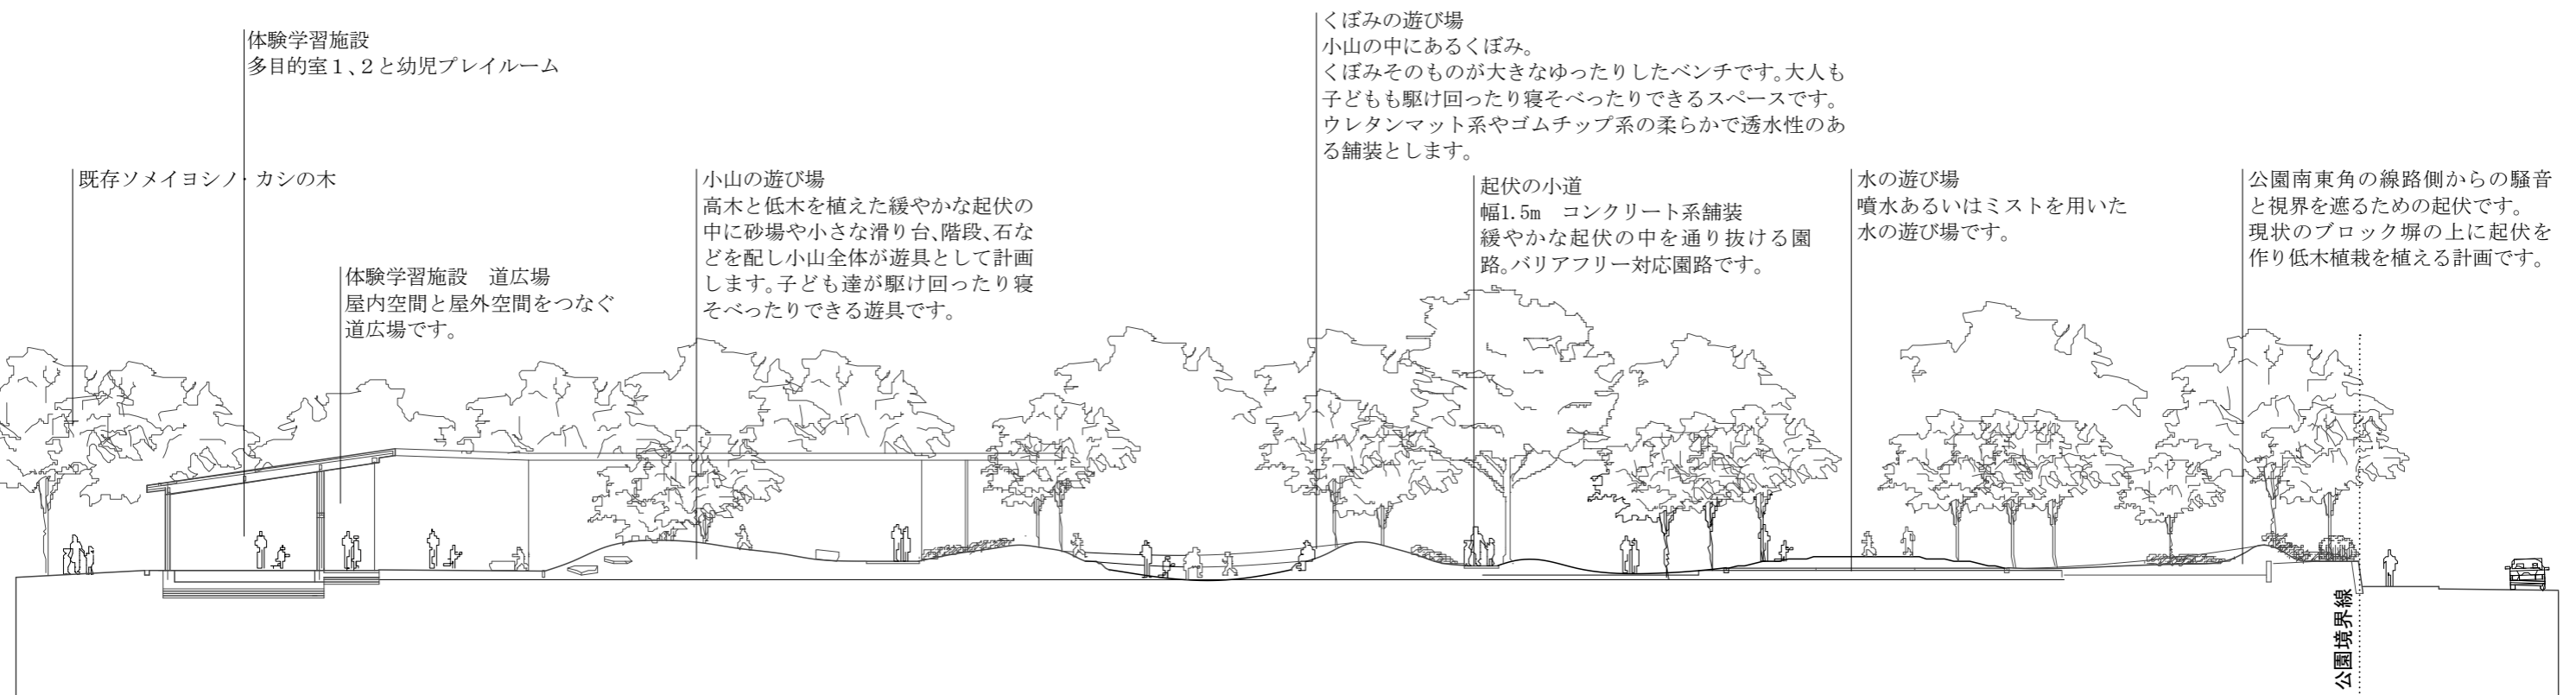 体験学習施設
多目的室１、２と幼児プレイルーム
既存ソメイヨシノ・カシの木
体験学習施設　道広場
屋内空間と屋外空間をつなぐ
道広場です。
小山の遊び場
高木と低木を植えた緩やかな起伏の
中に砂場や小さな滑り台、階段、石な
どを配し小山全体が遊具として計画
します。子ども達が駆け回ったり寝
そべったりできる遊具です。
くぼみの遊び場
小山の中にあるくぼみ。
くぼみそのものが大きなゆったりしたベンチです。大人も
子どもも駆け回ったり寝そべったりできるスペースです。
ウレタンマット系やゴムチップ系の柔らかで透水性のあ
る舗装とします。
起伏の小道
幅1.5m　コンクリート系舗装
緩やかな起伏の中を通り抜ける園
路。バリアフリー対応園路です。
水の遊び場
噴水あるいはミストを用いた
水の遊び場です。
公園南東角の線路側からの騒音
と視界を遮るための起伏です。
現状のブロック塀の上に起伏を
作り低木植栽を植える計画です。
公園境界線